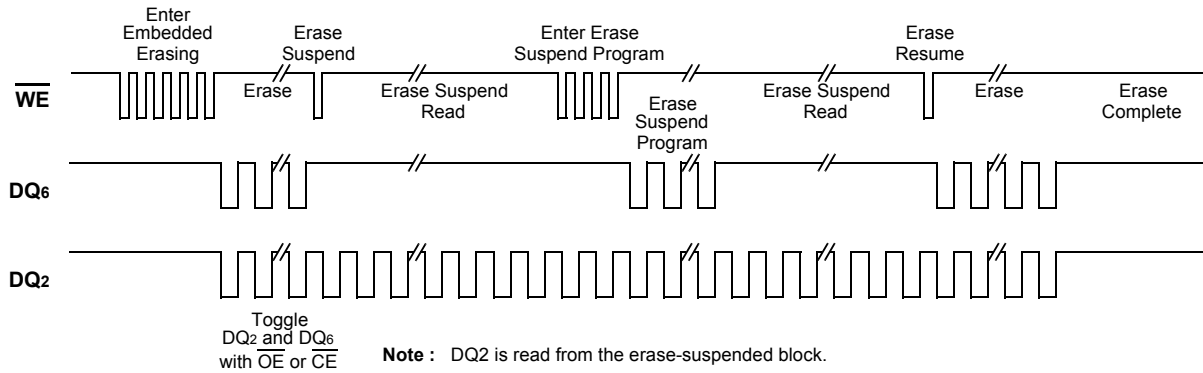 Enter
Embedded
Erasing
Erase
Suspend
Enter Erase
Suspend Program
Erase
Resume
WE
Erase
Erase Suspend
Read
Erase
Suspend
Program
Erase Suspend
Read
Erase
Erase
Complete
DQ6
DQ2
Toggle
DQ2 and DQ6
with OE or CE
Note : DQ2 is read from the erase-suspended block.